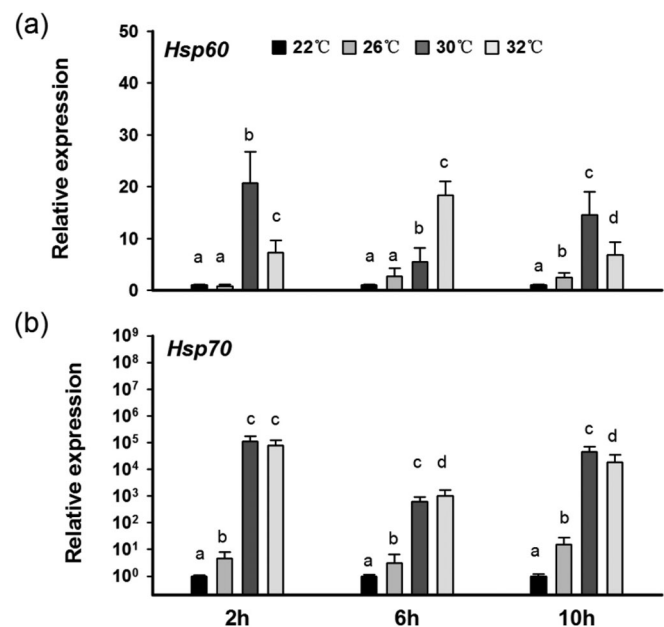 (a)
Hsp60
22℃ 26℃ 30℃ 32℃
Relative expression
50
40
30
20
10
0
a a b c
a a b c
a b c d
(b)
Hsp70
Relative expression
10⁹
10⁸
10⁷
10⁶
10⁵
10⁴
10³
10²
10¹
10⁰
a b c c
a b c d
a b c d
2h 6h 10h